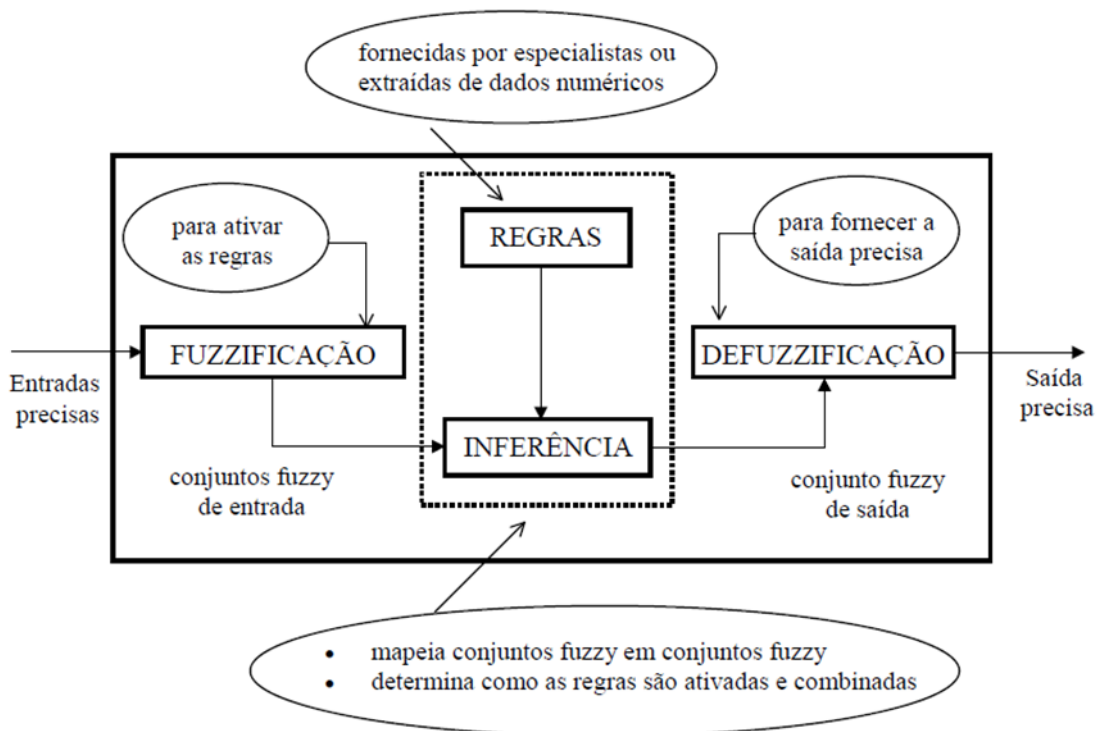 fornecidas por especialistas ou
extraídas de dados numéricos
para ativar
as regras
REGRAS
para fornecer a
saída precisa
FUZZIFICAÇÃO
DEFUZZIFICAÇÃO
Entradas
precisas
Saída
precisa
INFERÊNCIA
conjuntos fuzzy
de entrada
conjunto fuzzy
de saída
• mapeia conjuntos fuzzy em conjuntos fuzzy
• determina como as regras são ativadas e combinadas